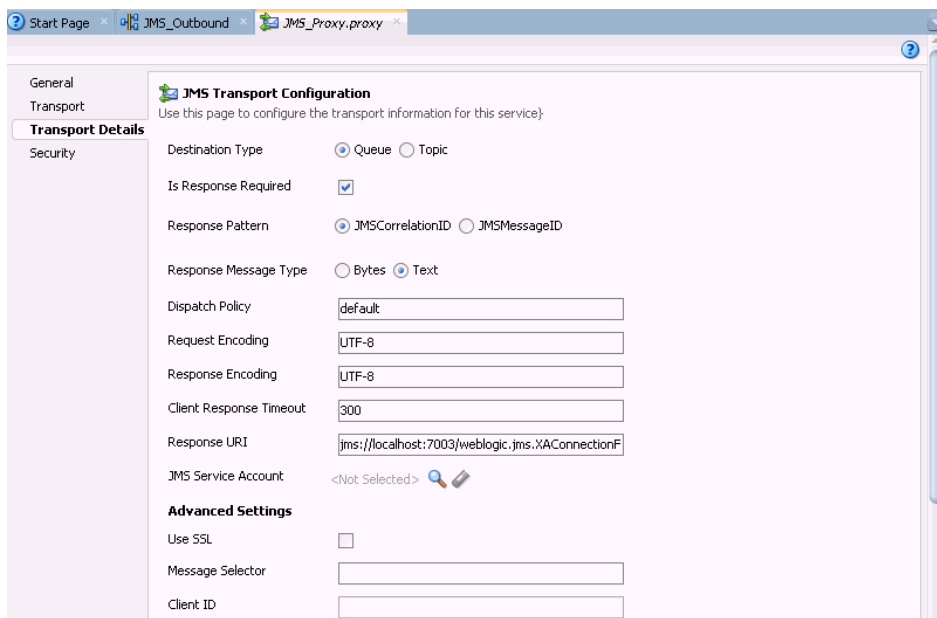 Start Page
JMS_Outbound
JMS_Proxy.proxy
General
Transport
Transport Details
Security
JMS Transport Configuration
Use this page to configure the transport information for this service}
Destination Type Queue Topic
Is Response Required
Response Pattern JMSCorrelationID JMSMessageID
Response Message Type Bytes Text
Dispatch Policy default
Request Encoding UTF-8
Response Encoding UTF-8
Client Response Timeout 300
Response URI jms://localhost:7003/weblogic.jms.XAConnectionF
JMS Service Account <Not Selected>
Advanced Settings
Use SSL
Message Selector
Client ID